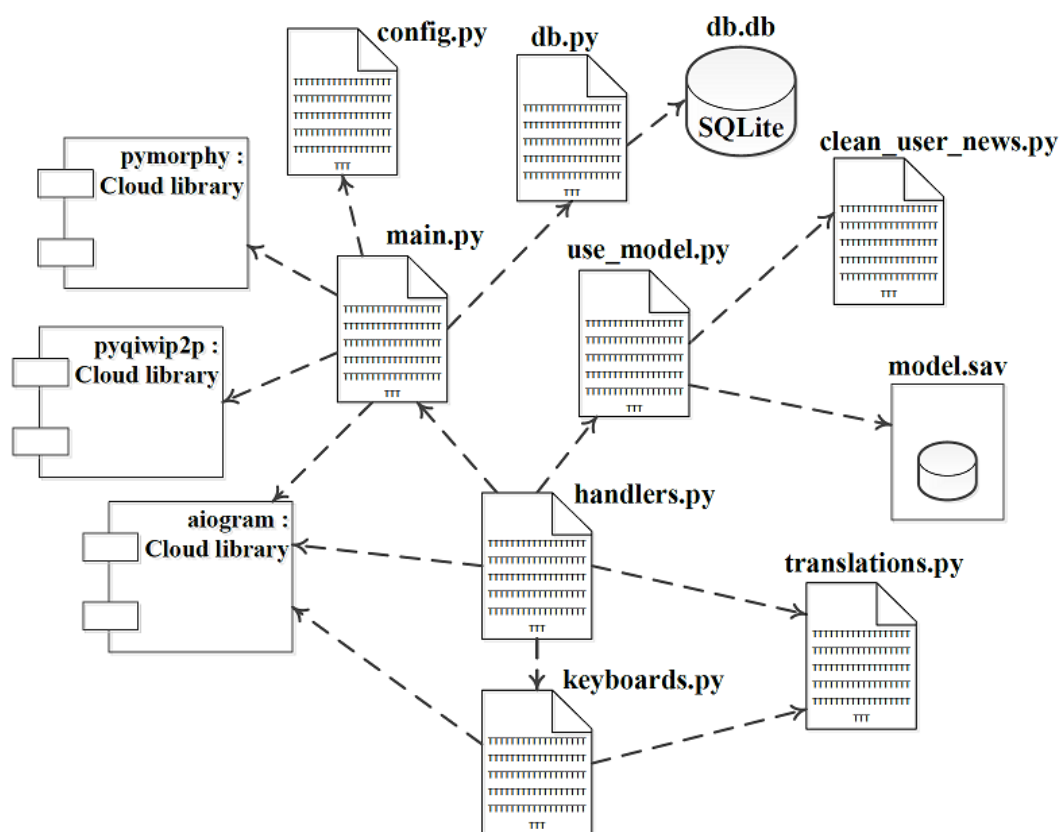 config.py
db.py
db.db
SQLite
pymorphy :
Cloud library
clean_user_news.py
main.py
use_model.py
pyqiwip2p :
Cloud library
model.sav
aiogram :
Cloud library
handlers.py
translations.py
keyboards.py